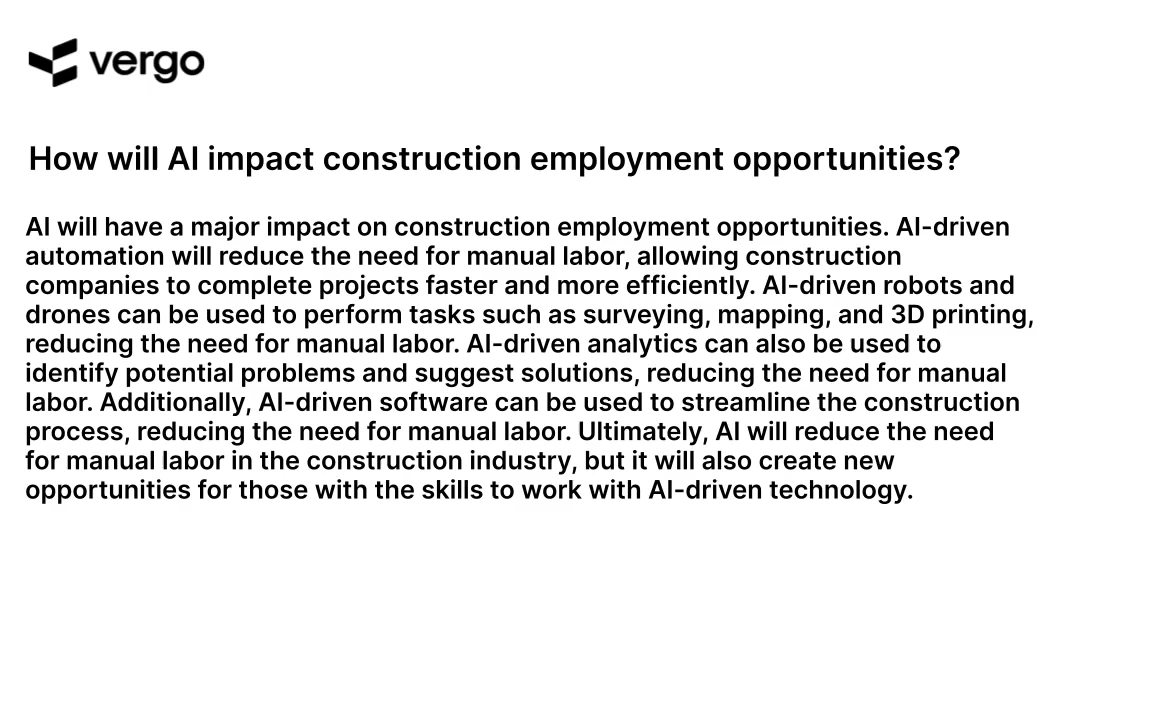 vergo
How will AI impact construction employment opportunities?
AI will have a major impact on construction employment opportunities. AI-driven
automation will reduce the need for manual labor, allowing construction
companies to complete projects faster and more efficiently. AI-driven robots and
drones can be used to perform tasks such as surveying, mapping, and 3D printing,
reducing the need for manual labor. AI-driven analytics can also be used to
identify potential problems and suggest solutions, reducing the need for manual
labor. Additionally, AI-driven software can be used to streamline the construction
process, reducing the need for manual labor. Ultimately, AI will reduce the need
for manual labor in the construction industry, but it will also create new
opportunities for those with the skills to work with AI-driven technology.